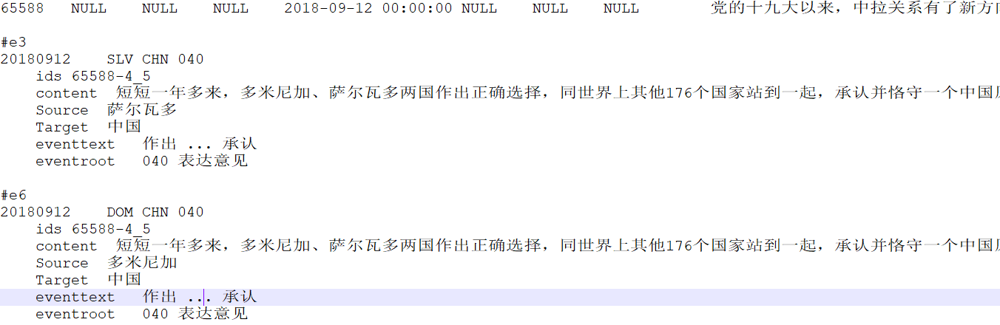 65588 NULL NULL NULL 2018-09-12 00:00:00 NULL NULL NULL 党的十九大以来，中拉关系有了新方
#e3
20180912 SLV CHN 040
ids 65588-4_5
content 短短一年多来，多米尼加、萨尔瓦多两国作出正确选择，同世界上其他176个国家站到一起，承认并恪守一个中国
Source 萨尔瓦多
Target 中国
eventtext 作出 ... 承认
eventroot 040 表达意见
#e6
20180912 DOM CHN 040
ids 65588-4_5
content 短短一年多来，多米尼加、萨尔瓦多两国作出正确选择，同世界上其他176个国家站到一起，承认并恪守一个中国
Source 多米尼加
Target 中国
eventtext 作出 ... 承认
eventroot 040 表达意见